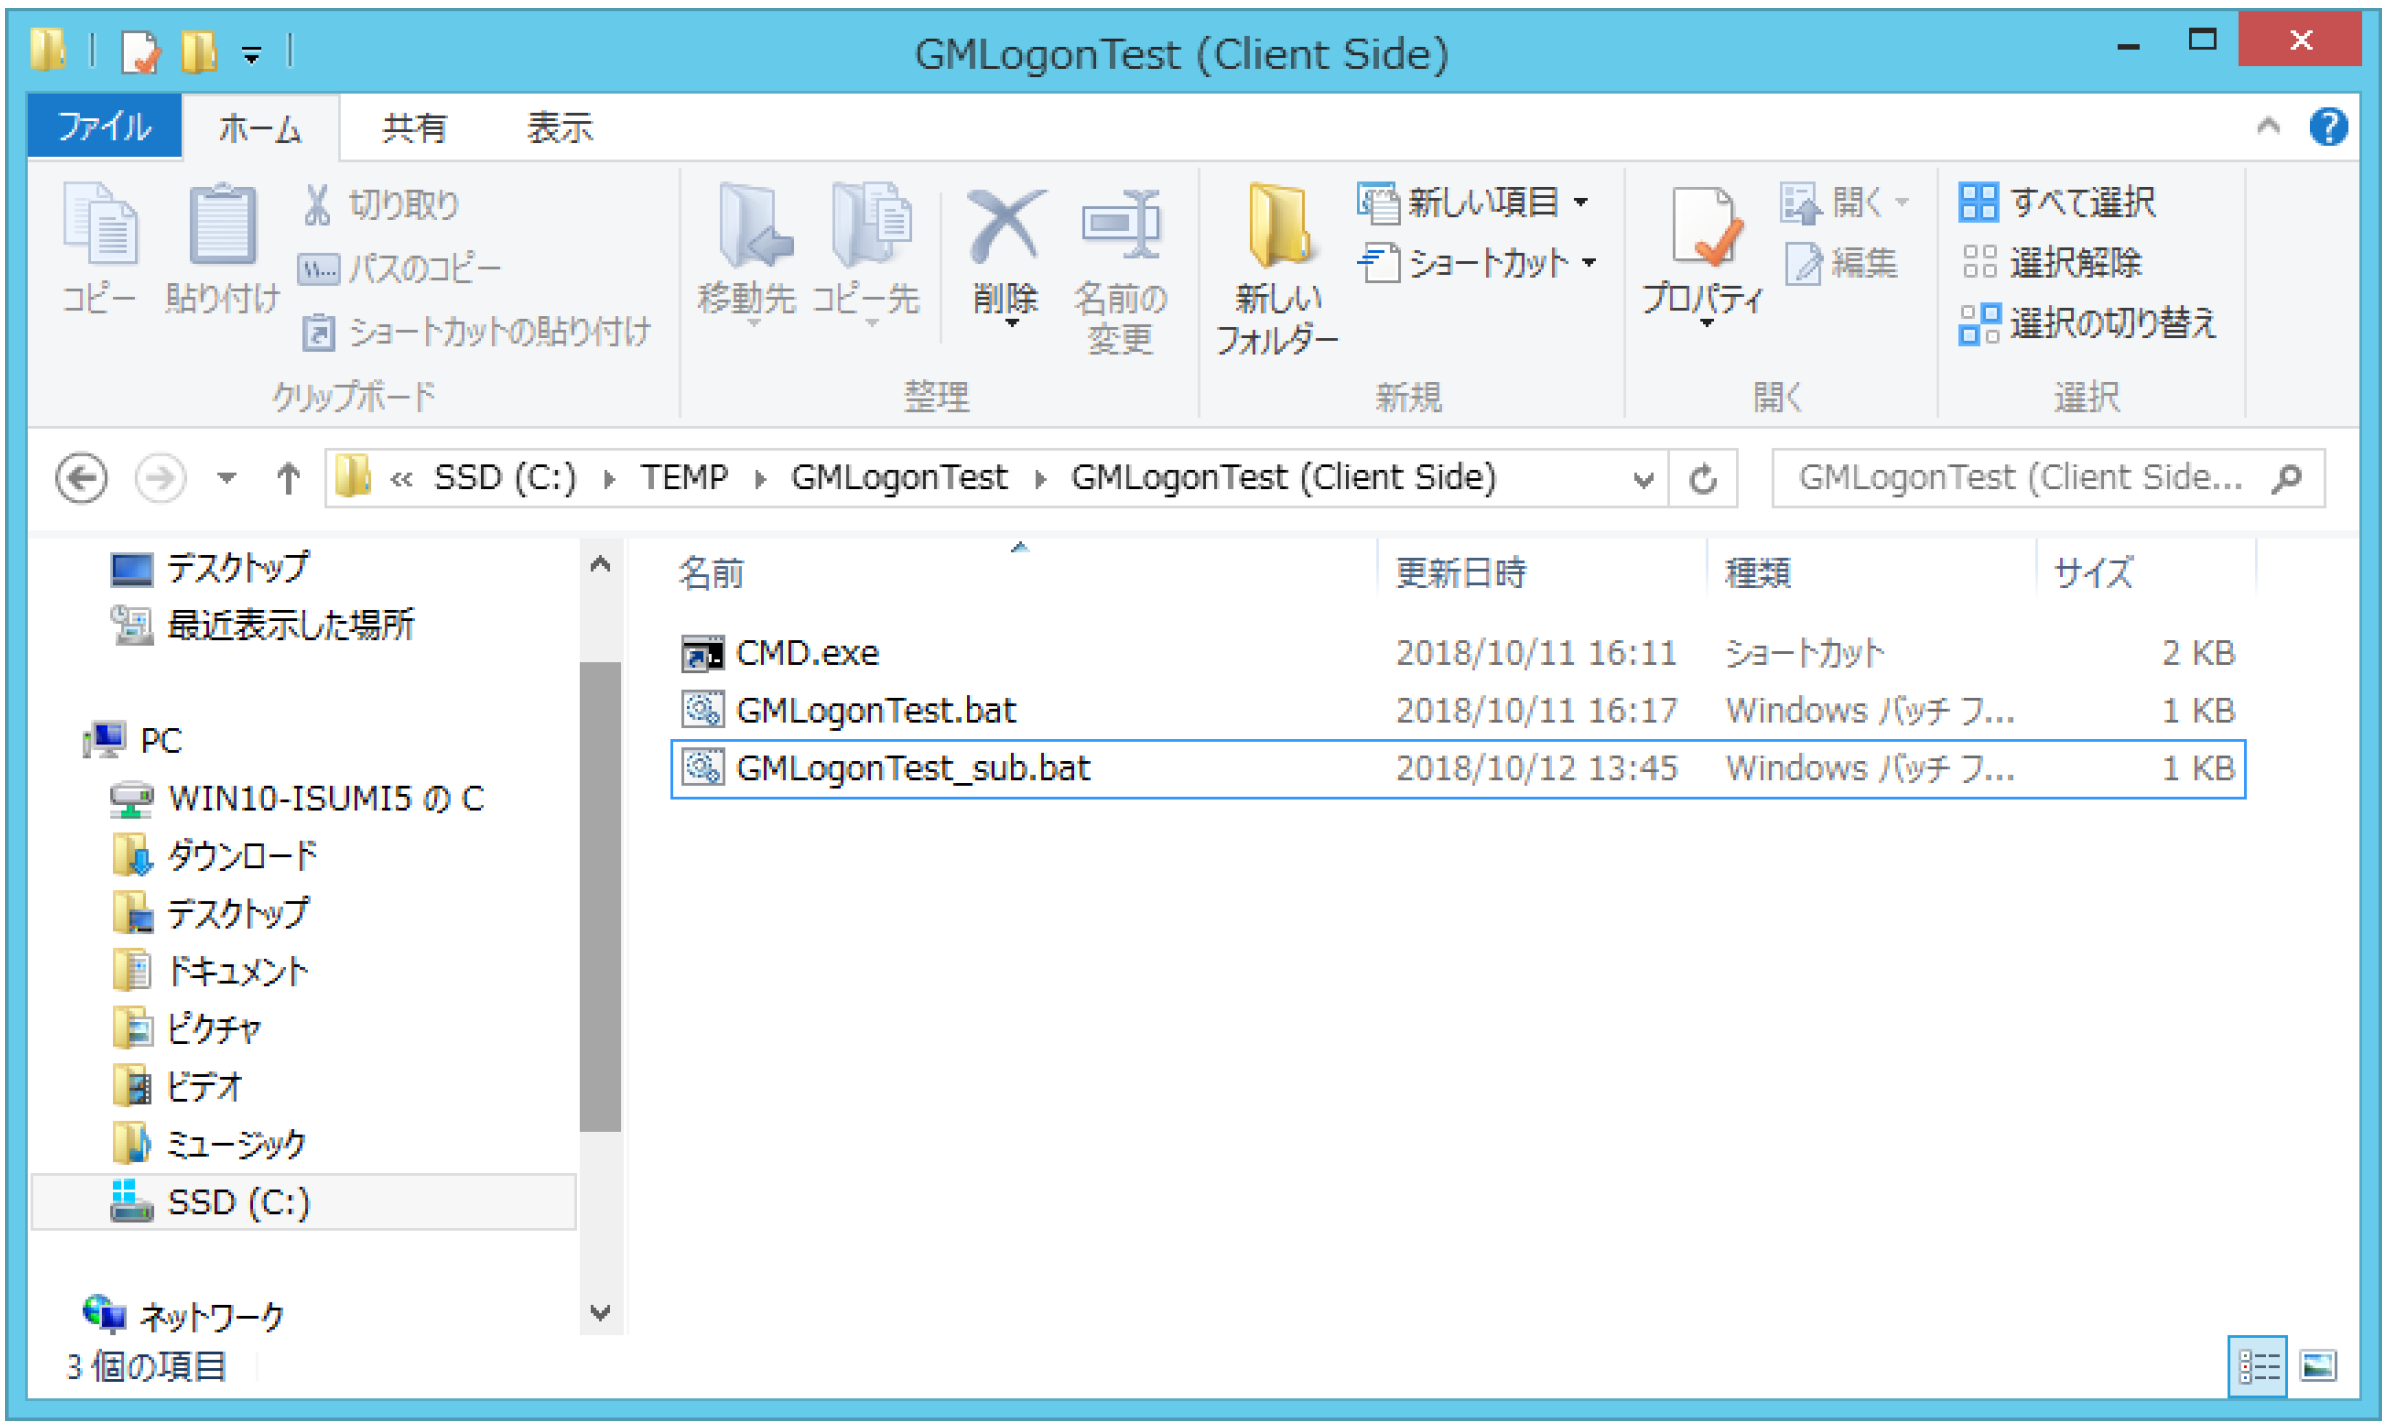 GMLogonTest (Client Side)
ファイル ホーム 共有 表示
コピー
貼り付け
切り取り
パスのコピー
ショートカットの貼り付け
クリップボード
移動先
コピー先
削除
名前の
変更
整理
新しい
フォルダー
新しい項目
ショートカット
新規
プロパティ
開く
編集
開く
すべて選択
選択解除
選択の切り替え
選択
« SSD (C:) TEMP GMLogonTest GMLogonTest (Client Side)
GMLogonTest (Client Side...
デスクトップ
最近表示した場所
PC
WIN10-ISUMI5 の C
ダウンロード
デスクトップ
ドキュメント
ピクチャ
ビデオ
ミュージック
SSD (C:)
ネットワーク
名前 更新日時 種類 サイズ
CMD.exe 2018/10/11 16:11 ショートカット 2 KB
GMLogonTest.bat 2018/10/11 16:17 Windows バッチ フ... 1 KB
GMLogonTest_sub.bat 2018/10/12 13:45 Windows バッチ フ... 1 KB
3 個の項目